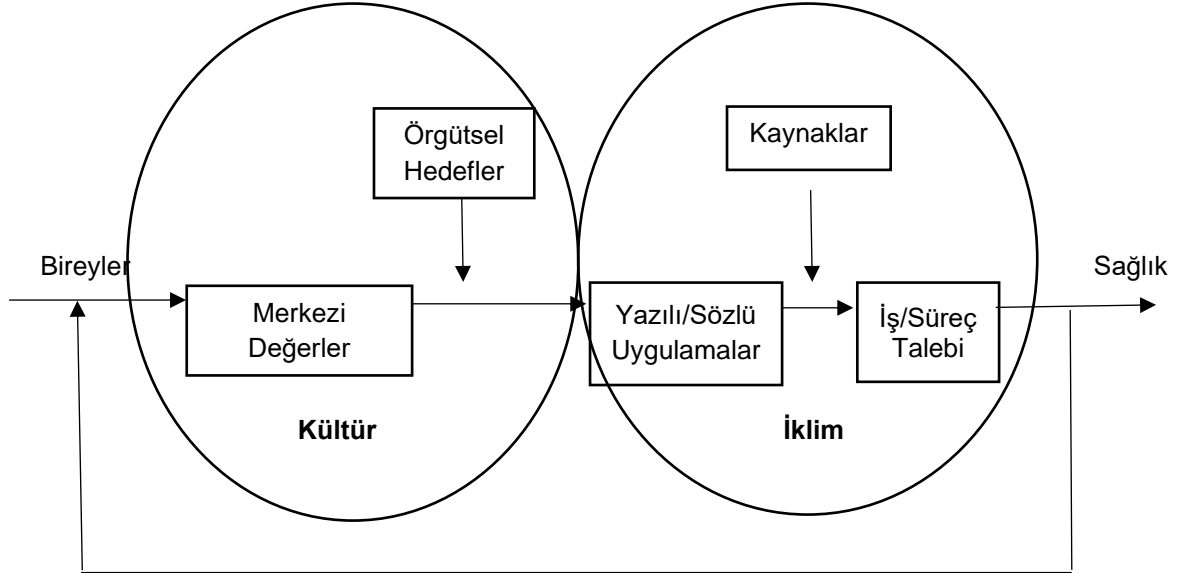 Örgütsel
Hedefler
Kaynaklar
Bireyler
Sağlık
Merkezi
Değerler
Yazılı/Sözlü
Uygulamalar
İş/Süreç
Talebi
Kültür
İklim